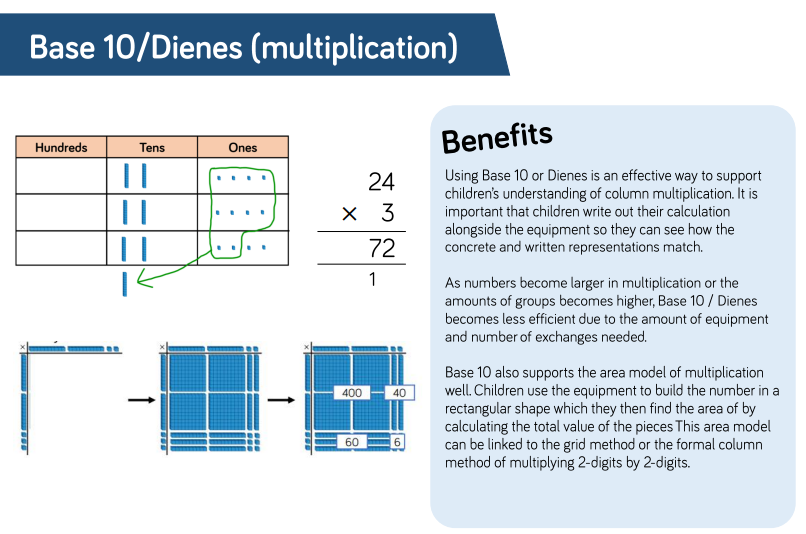 Base 10/Dienes (multiplication)
Hundreds Tens Ones
24
× 3
72
1
×
×
×
400 40
60 6
Benefits
Using Base 10 or Dienes is an effective way to support
children's understanding of column multiplication. It is
important that children write out their calculation
alongside the equipment so they can see how the
concrete and written representations match.
As numbers become larger in multiplication or the
amounts of groups becomes higher, Base 10 / Dienes
becomes less efficient due to the amount of equipment
and number of exchanges needed.
Base 10 also supports the area model of multiplication
well. Children use the equipment to build the number in a
rectangular shape which they then find the area of by
calculating the total value of the pieces This area model
can be linked to the grid method or the formal column
method of multiplying 2-digits by 2-digits.